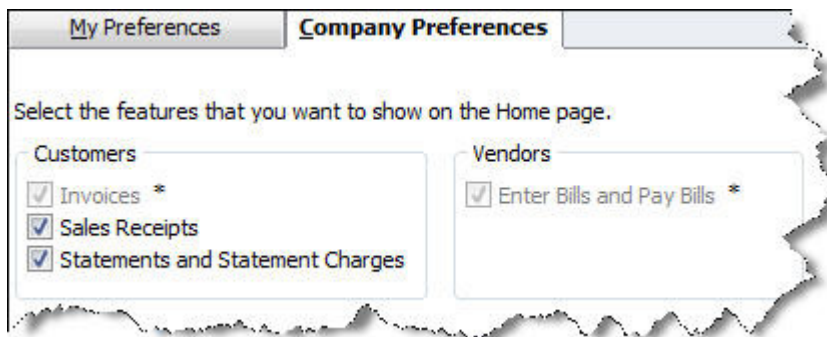 My Preferences
Company Preferences
Select the features that you want to show on the Home page.
Customers
Invoices *
Sales Receipts
Statements and Statement Charges
Vendors
Enter Bills and Pay Bills *